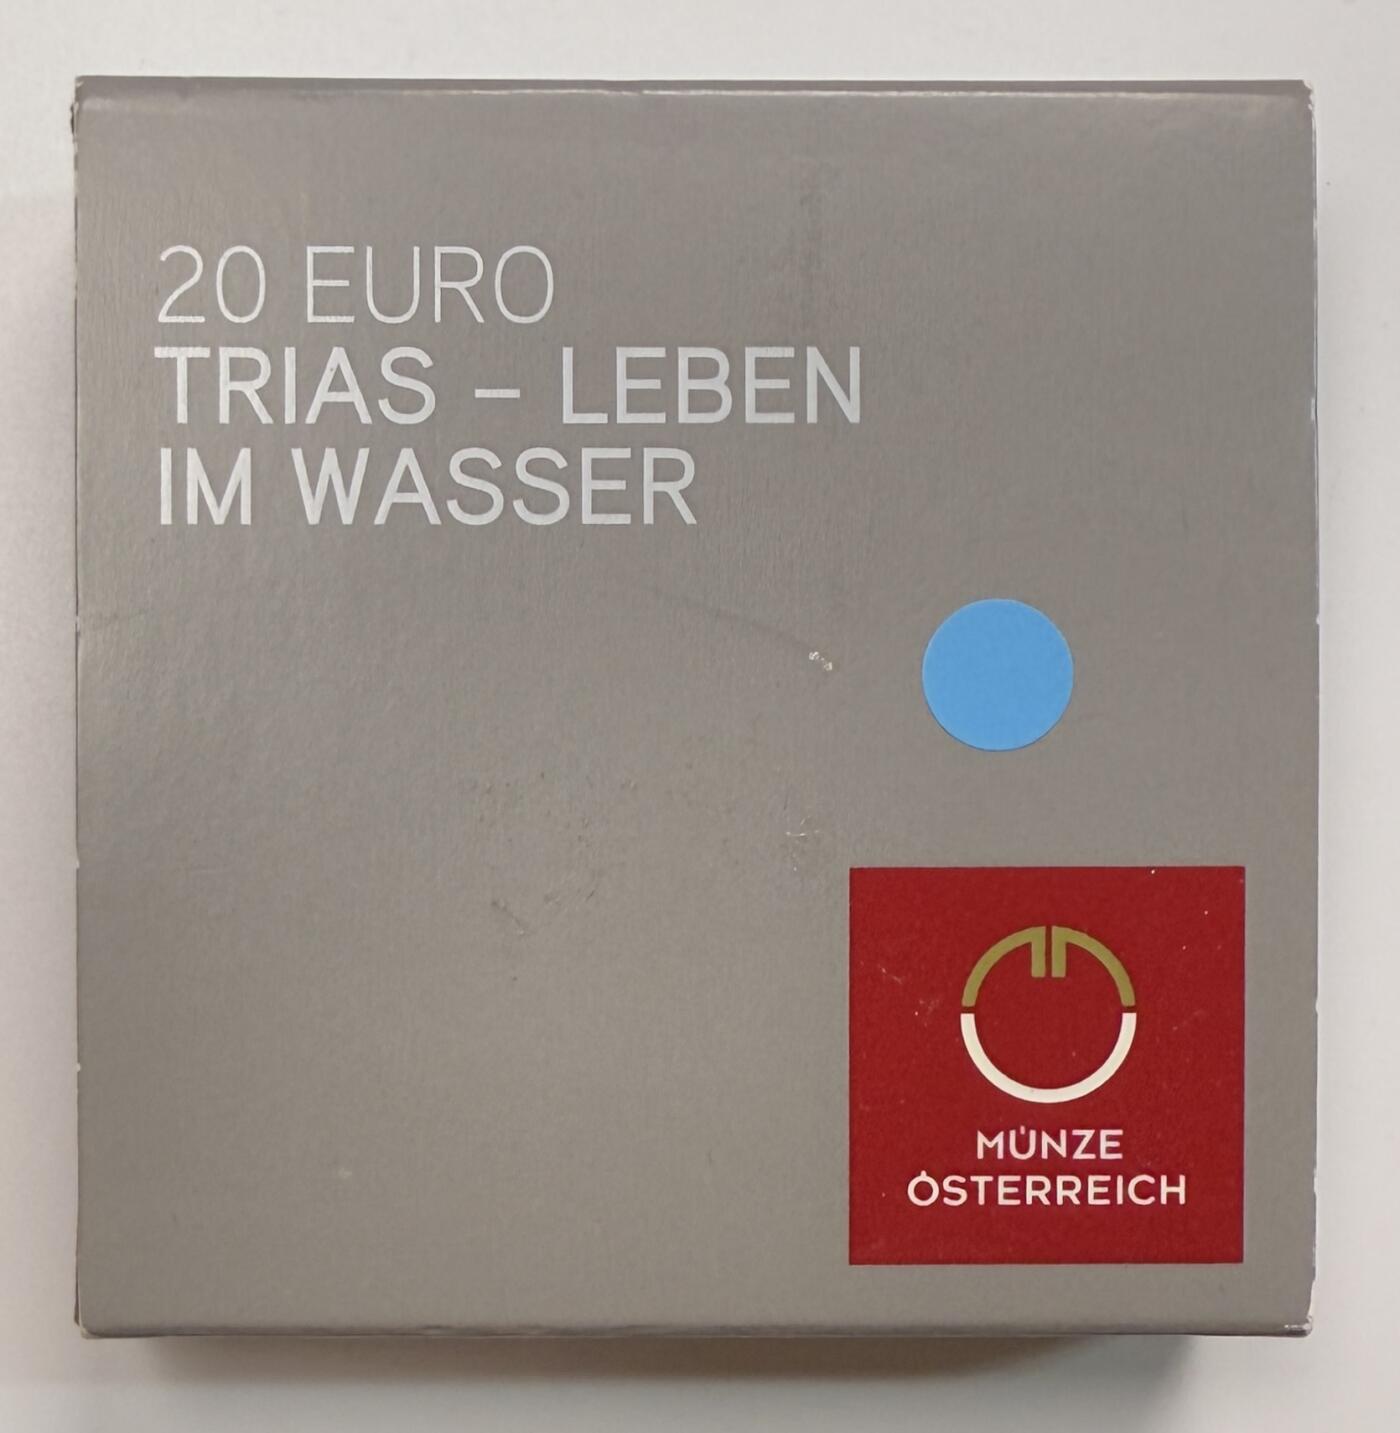 20 EURO
TRIAS – LEBEN
IM WASSER
MÜNZE
ÖSTERREICH